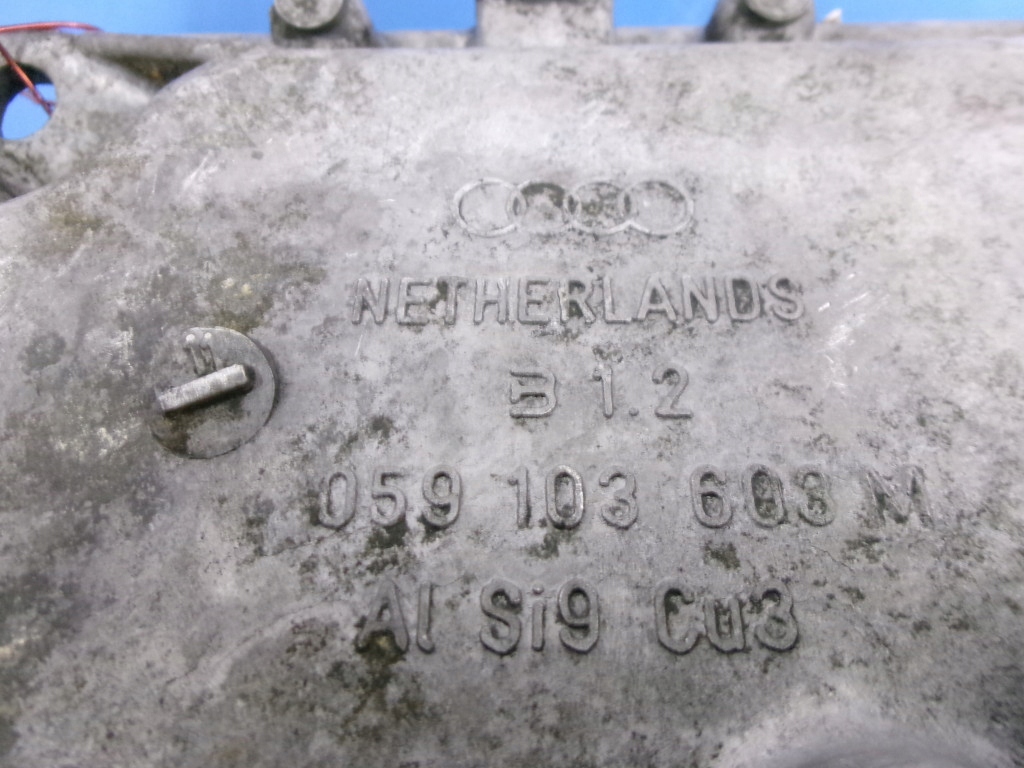 NETHERLANDS
B 1.2
059 103 603 M
Al Si9 Cu3